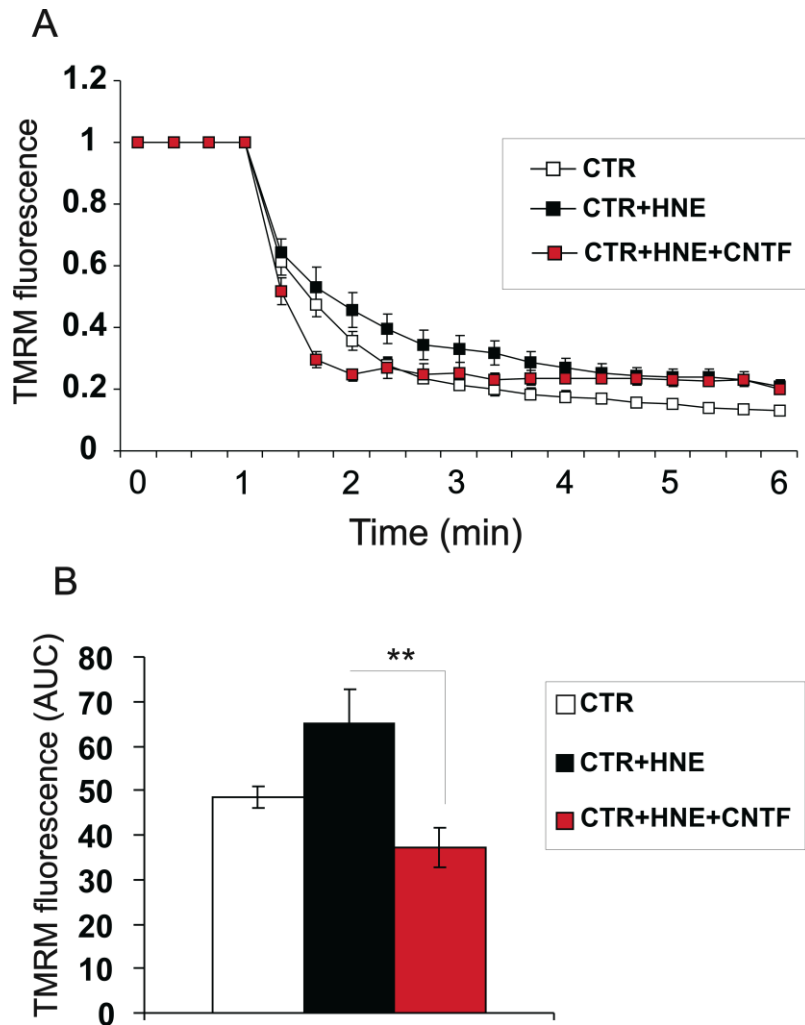 A
TMRM fluorescence
1.2
1
0.8
0.6
0.4
0.2
0
0 1 2 3 4 5 6
Time (min)
CTR
CTR+HNE
CTR+HNE+CNTF
B
TMRM fluorescence (AUC)
80
70
60
50
40
30
20
10
0
**
CTR
CTR+HNE
CTR+HNE+CNTF